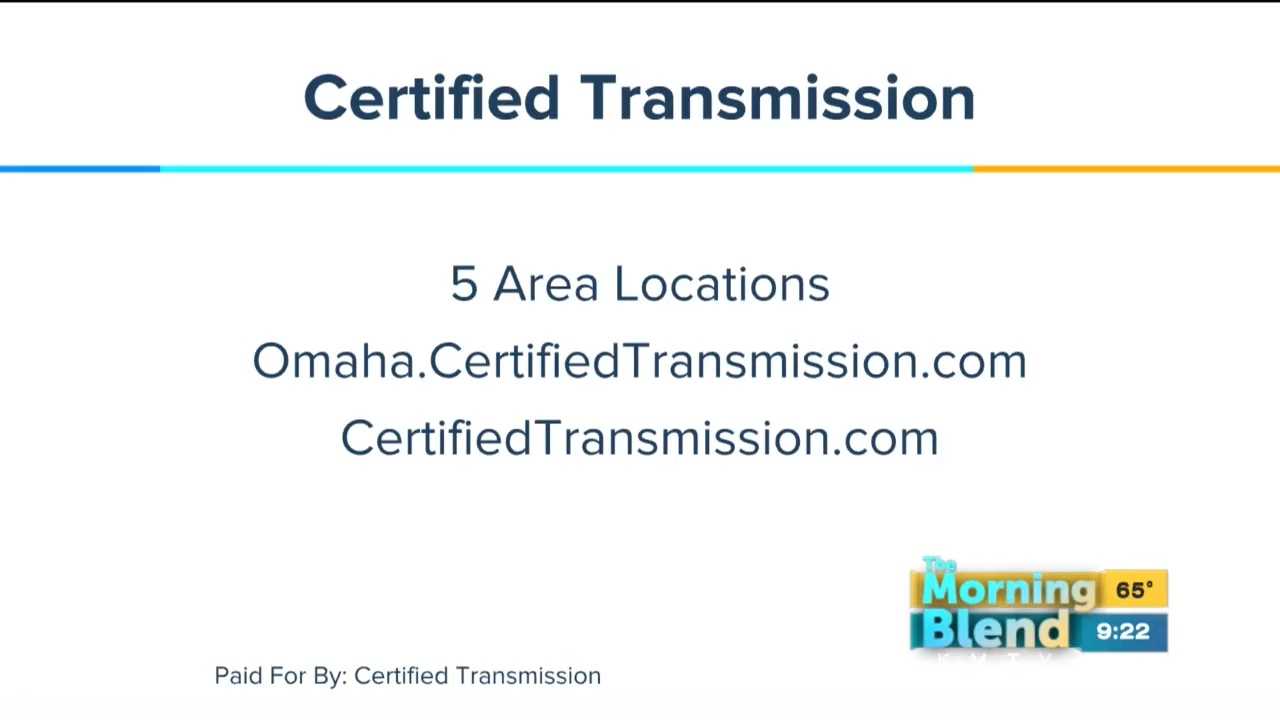 Certified Transmission
5 Area Locations
Omaha.CertifiedTransmission.com
CertifiedTransmission.com
The
Morning
Blend
65°
9:22
Paid For By: Certified Transmission